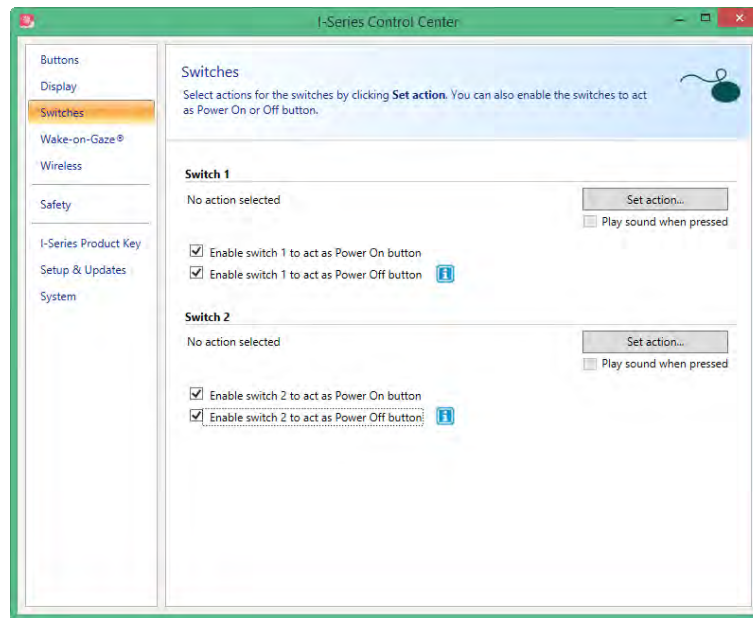 I-Series Control Center
Buttons
Display
Switches
Wake-on-Gaze®
Wireless
Safety
I-Series Product Key
Setup & Updates
System
Switches
Select actions for the switches by clicking Set action. You can also enable the switches to act
as Power On or Off button.
Switch 1
No action selected
Set action...
Play sound when pressed
Enable switch 1 to act as Power On button
Enable switch 1 to act as Power Off button
Switch 2
No action selected
Set action...
Play sound when pressed
Enable switch 2 to act as Power On button
Enable switch 2 to act as Power Off button